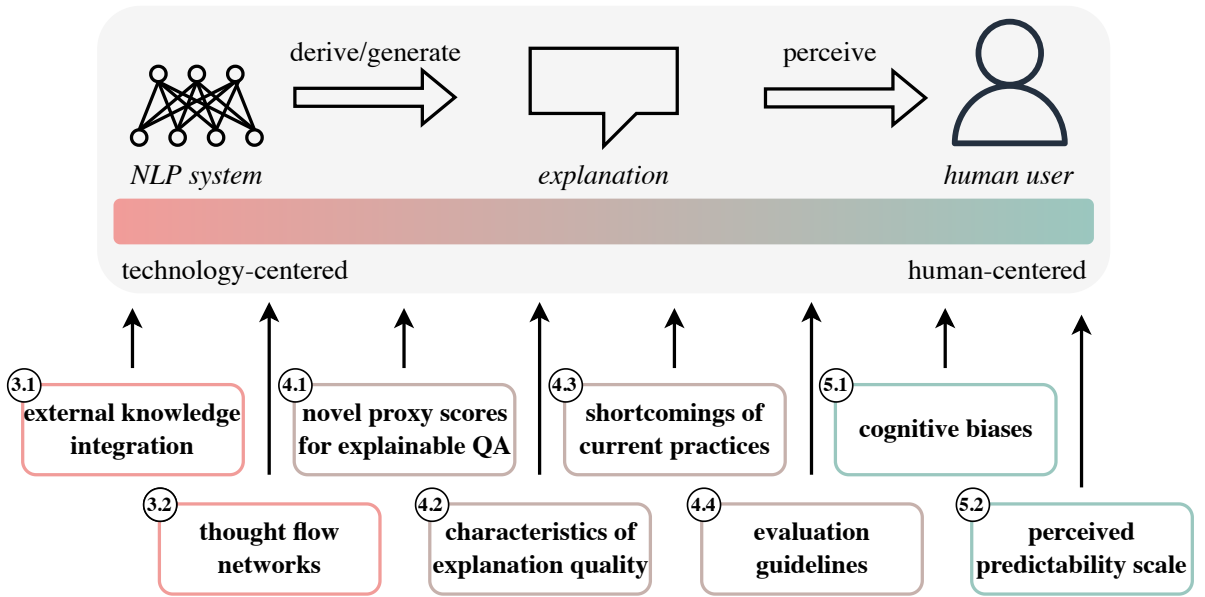 derive/generate
perceive
NLP system
explanation
human user
technology-centered
human-centered
3.1
external knowledge
integration
4.1
novel proxy scores
for explainable QA
4.3
shortcomings of
current practices
5.1
cognitive biases
3.2
thought flow
networks
4.2
characteristics of
explanation quality
4.4
evaluation
guidelines
5.2
perceived
predictability scale